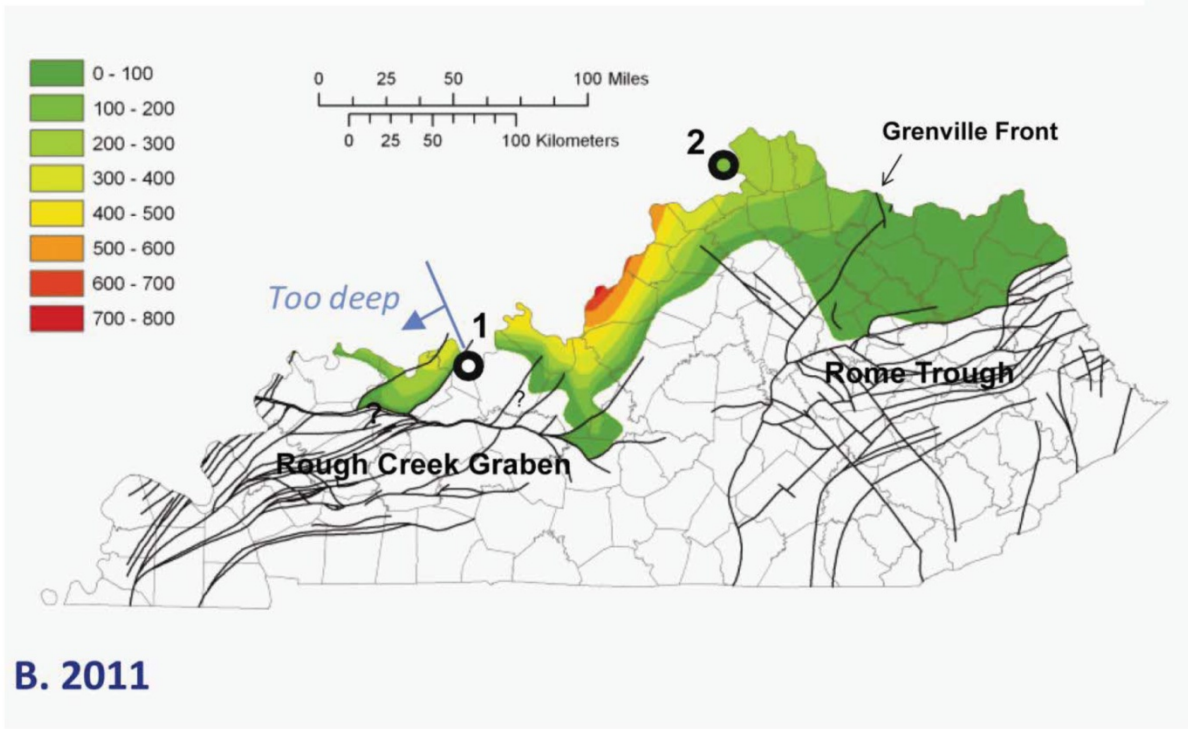 0 - 100
100 - 200
200 - 300
300 - 400
400 - 500
500 - 600
600 - 700
700 - 800
0 25 50 100 Miles
0 25 50 100 Kilometers
2
Grenville Front
Too deep
1
?
?
Rome Trough
Rough Creek Graben
B. 2011